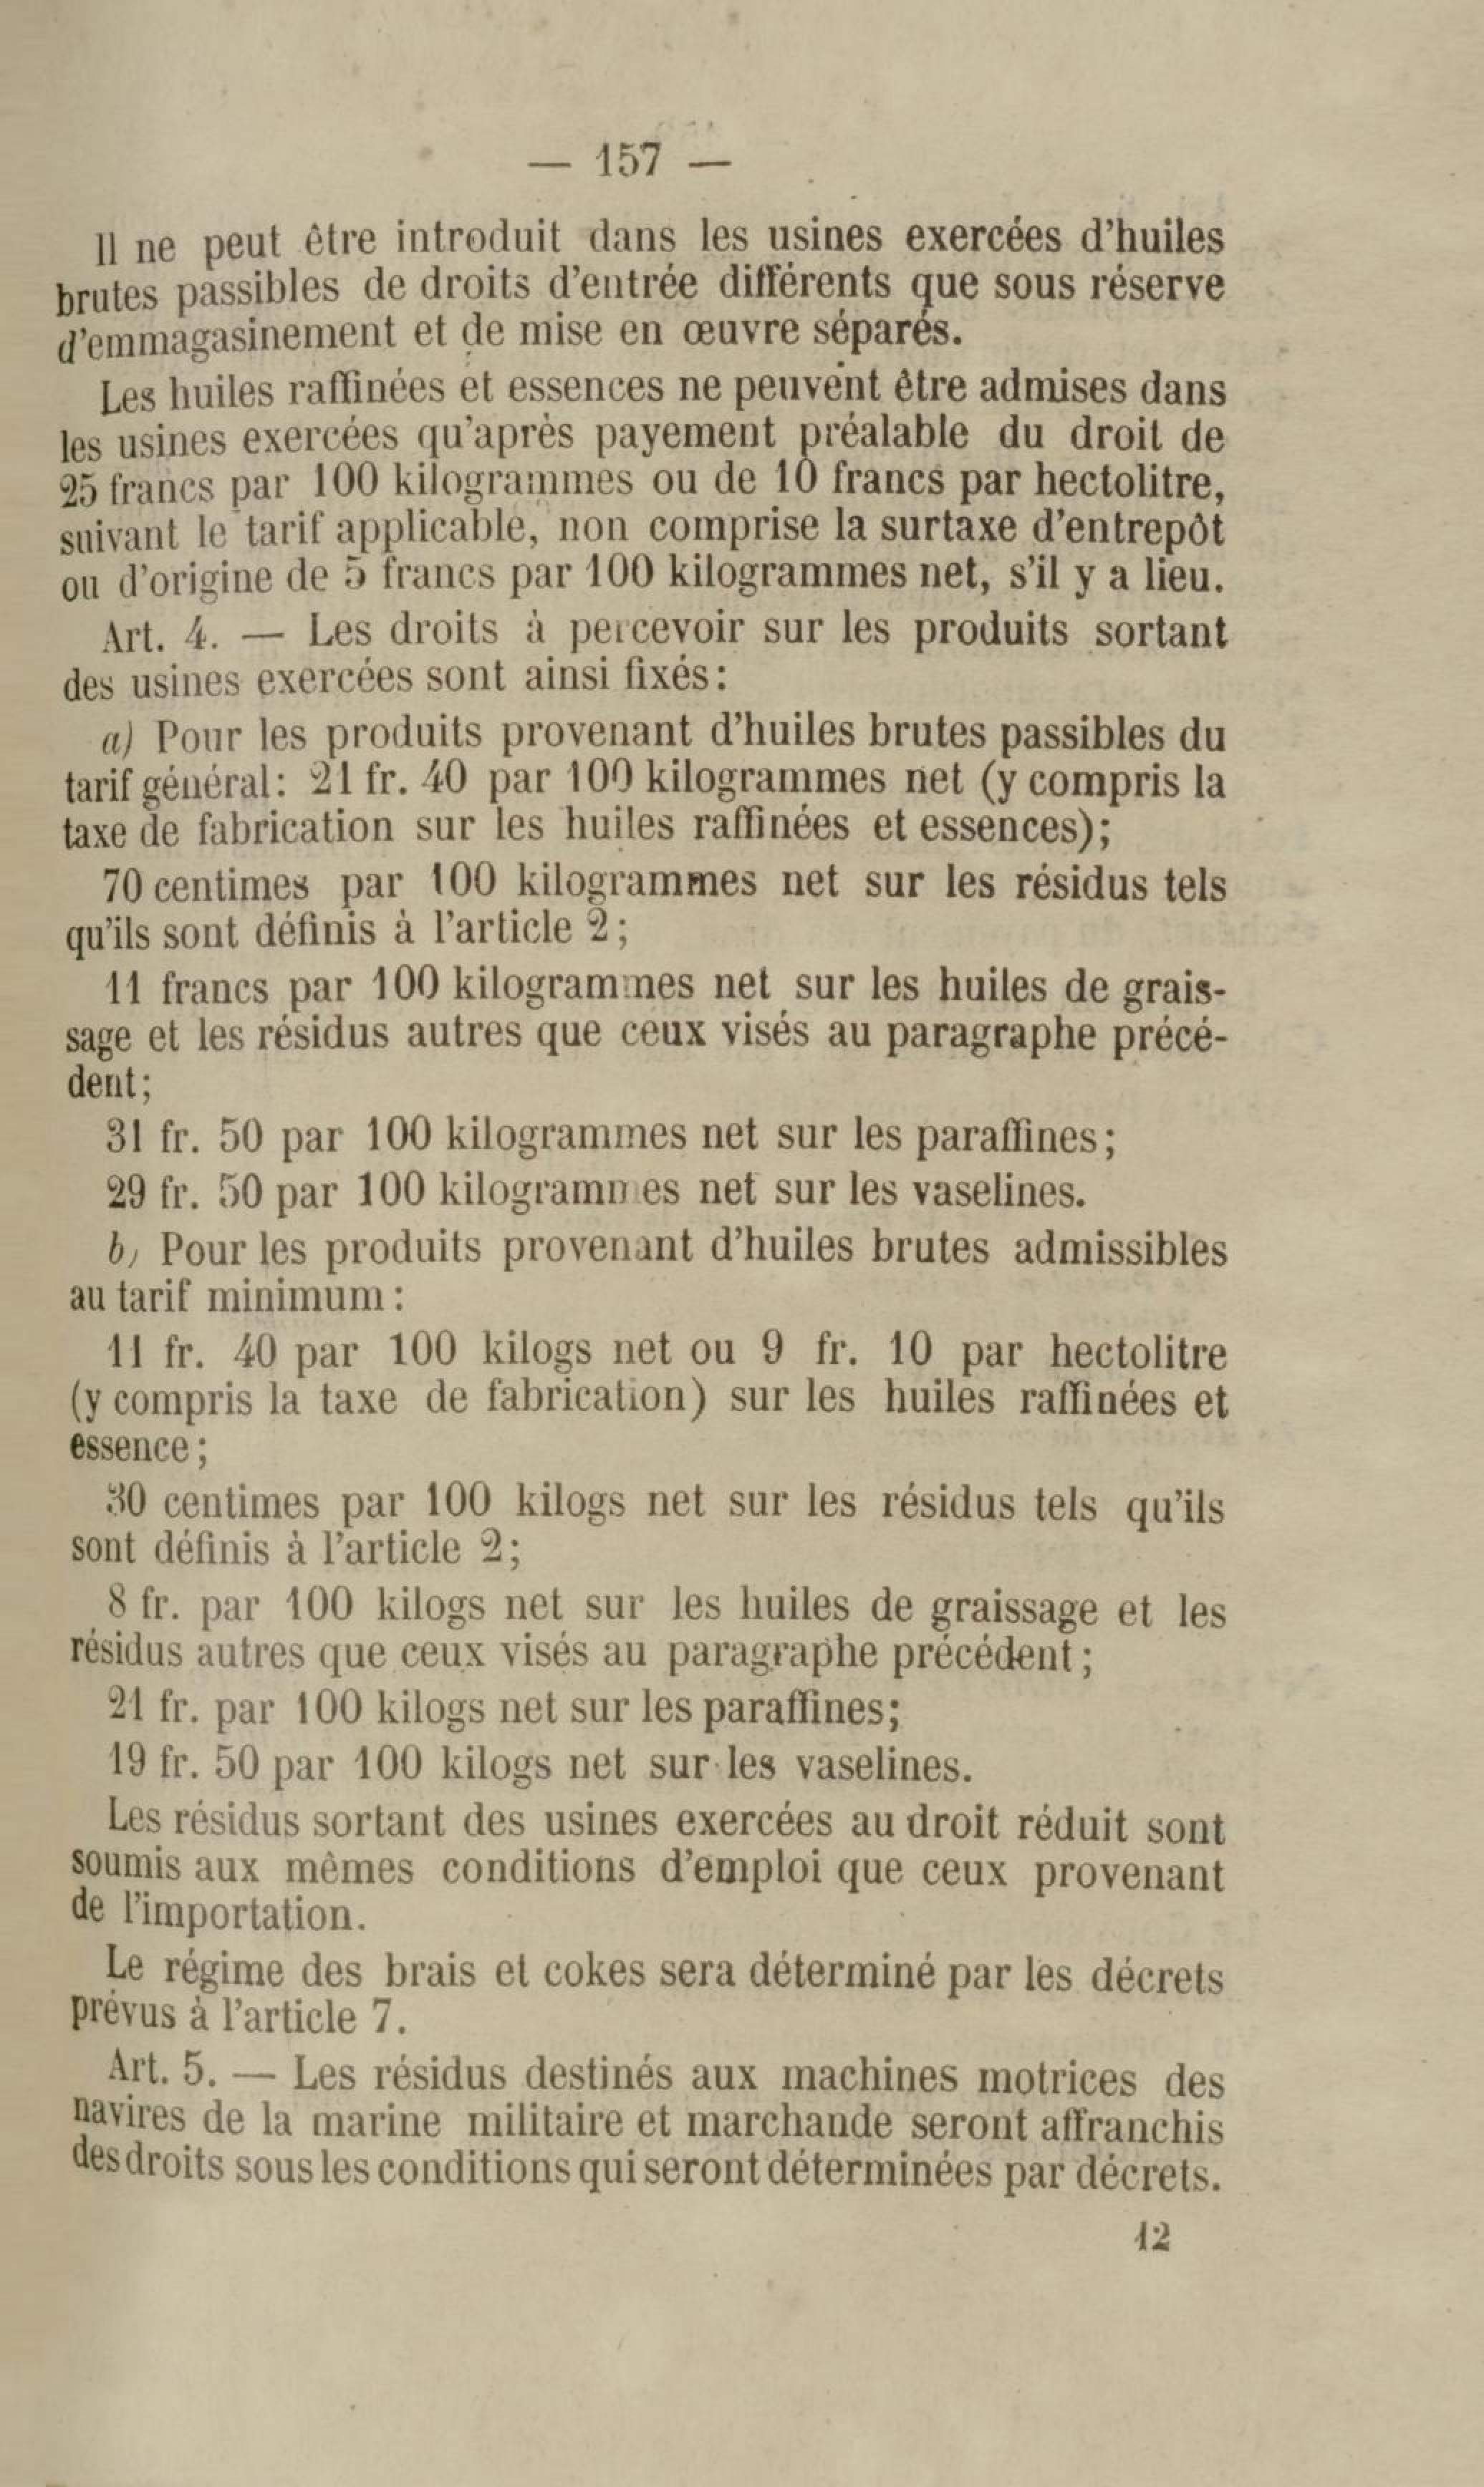 — 157 —
Il ne peut être introduit dans les usines exercées d'huiles
brutes passibles de droits d'entrée différents que sous réserve
d'emmagasinement et de mise en œuvre séparés.
Les huiles raffinées et essences ne peuvent être admises dans
les usines exercées qu'après payement préalable du droit de
25 francs par 100 kilogrammes ou de 10 francs par hectolitre,
suivant le tarif applicable, non comprise la surtaxe d'entrepôt
ou d'origine de 5 francs par 100 kilogrammes net, s'il y a lieu.
Art. 4. — Les droits à percevoir sur les produits sortant
des usines exercées sont ainsi fixés :
a) Pour les produits provenant d'huiles brutes passibles du
tarif général : 21 fr. 40 par 100 kilogrammes net (y compris la
taxe de fabrication sur les huiles raffinées et essences);
70 centimes par 100 kilogrammes net sur les résidus tels
qu'ils sont définis à l'article 2 ;
11 francs par 100 kilogrammes net sur les huiles de grais-
sage et les résidus autres que ceux visés au paragraphe précé-
dent ;
31 fr. 50 par 100 kilogrammes net sur les paraffines ;
29 fr. 50 par 100 kilogrammes net sur les vaselines.
b) Pour les produits provenant d'huiles brutes admissibles
au tarif minimum :
11 fr. 40 par 100 kilogs net ou 9 fr. 10 par hectolitre
(y compris la taxe de fabrication) sur les huiles raffinées et
essence ;
30 centimes par 100 kilogs net sur les résidus tels qu'ils
sont définis à l'article 2 ;
8 fr. par 100 kilogs net sur les huiles de graissage et les
résidus autres que ceux visés au paragraphe précédent ;
21 fr. par 100 kilogs net sur les paraffines ;
19 fr. 50 par 100 kilogs net sur les vaselines.
Les résidus sortant des usines exercées au droit réduit sont
soumis aux mêmes conditions d'emploi que ceux provenant
de l'importation.
Le régime des brais et cokes sera déterminé par les décrets
prévus à l'article 7.
Art. 5. — Les résidus destinés aux machines motrices des
navires de la marine militaire et marchande seront affranchis
des droits sous les conditions qui seront déterminées par décrets.
12